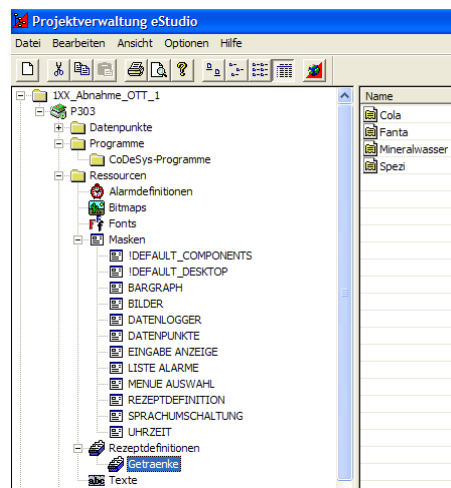 Projektverwaltung eStudio
Datei Bearbeiten Ansicht Optionen Hilfe
1XX_Abnahme_OTT_1
P303
Datenpunkte
Programme
CoDeSys-Programme
Ressourcen
Alarmdefinitionen
Bitmaps
Fonts
Masken
!DEFAULT_COMPONENTS
!DEFAULT_DESKTOP
BARGRAPH
BILDER
DATENLOGGER
DATENPUNKTE
EINGABE ANZEIGE
LISTE ALARME
MENUE AUSWAHL
REZEPTDEFINITION
SPRACHUMSCHALTUNG
UHRZEIT
Rezeptdefinitionen
Getraenke
abc Texte
Name
Cola
Fanta
Mineralwasser
Spezi